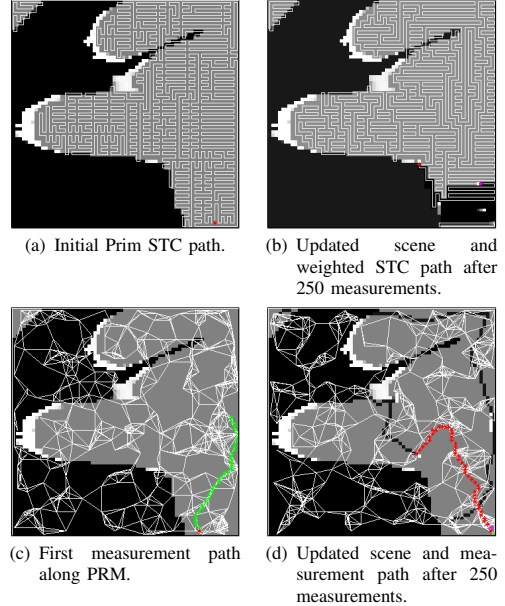 (a) Initial Prim STC path.
(b) Updated scene and
weighted STC path after
250 measurements.
(c) First measurement path
along PRM.
(d) Updated scene and mea-
surement path after 250
measurements.